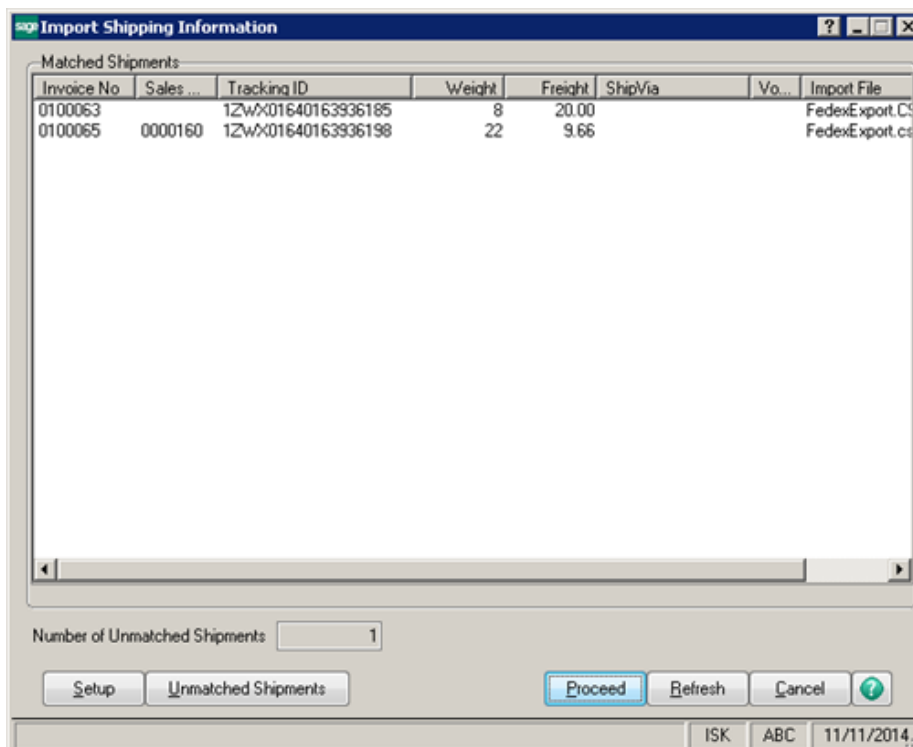 sage Import Shipping Information
Matched Shipments
Invoice No Sales ... Tracking ID Weight Freight ShipVia Vo... Import File
0100063 1ZWX01640163936185 8 20.00 FedexExport.CS
0100065 0000160 1ZWX01640163936198 22 9.66 FedexExport.cs
Number of Unmatched Shipments 1
Setup Unmatched Shipments Proceed Refresh Cancel ?
ISK ABC 11/11/2014